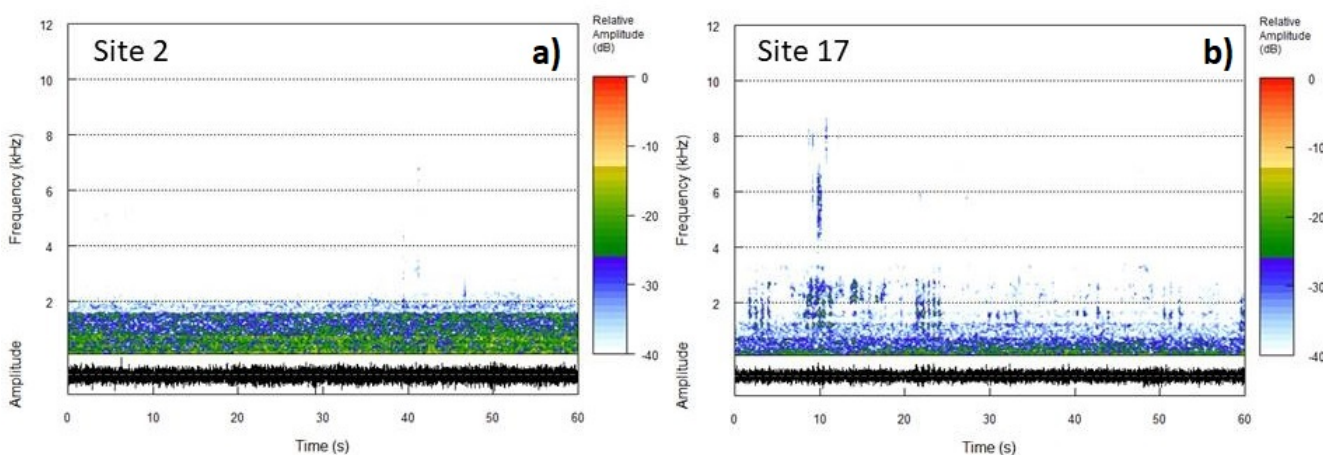 Site 2
a)
Frequency (kHz)
12
10
8
6
4
2
Amplitude
0
10
20
30
40
50
60
Time (s)
Relative
Amplitude
(dB)
0
-10
-20
-30
-40
Site 17
b)
Frequency (kHz)
12
10
8
6
4
2
Amplitude
0
10
20
30
40
50
60
Time (s)
Relative
Amplitude
(dB)
0
-10
-20
-30
-40